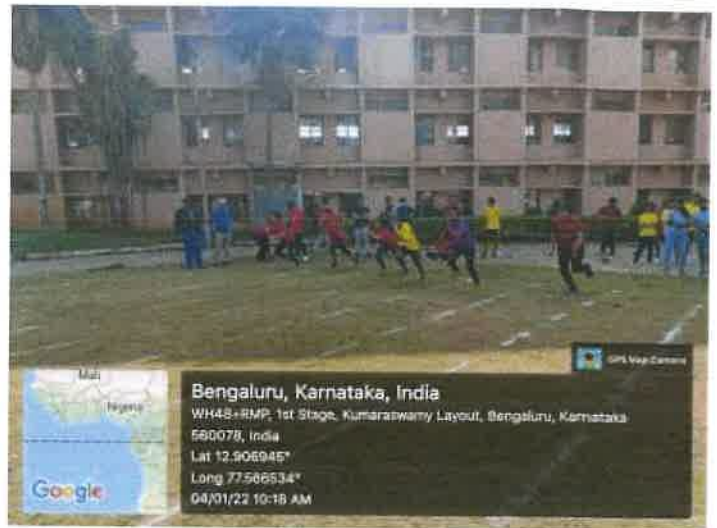 GPS Map Camera
Mali
Nigeria
Google
Bengaluru, Karnataka, India
WH48+RMP, 1st Stage, Kumaraswamy Layout, Bengaluru, Karnataka
560078, India
Lat 12.906945°
Long 77.566534°
04/01/22 10:18 AM